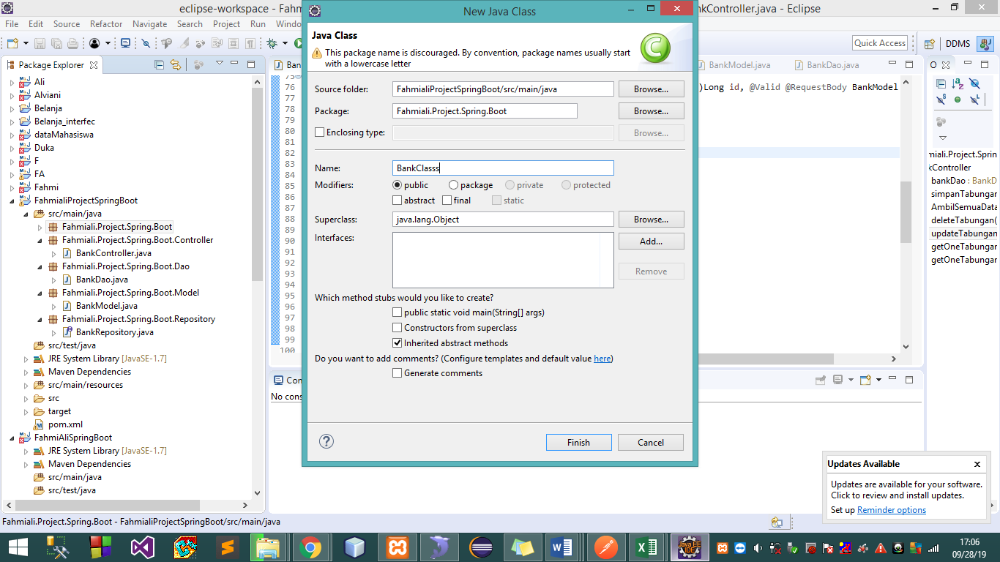 eclipse-workspace - Fahm
New Java Class
ankController.java - Eclipse
File Edit Source Refactor Navigate Search Project Run Windo
Quick Access
DDMS
Package Explorer
Ali
Alviani
Belanja
Belanja_interfec
dataMahasiswa
Duka
F
FA
Fahmi
FahmialiProjectSpringBoot
src/main/java
Fahmiali.Project.Spring.Boot
Fahmiali.Project.Spring.Boot.Controller
BankController.java
Fahmiali.Project.Spring.Boot.Dao
BankDao.java
Fahmiali.Project.Spring.Boot.Model
BankModel.java
Fahmiali.Project.Spring.Boot.Repository
BankRepository.java
src/test/java
JRE System Library [JavaSE-1.7]
Maven Dependencies
src/main/resources
src
target
pom.xml
FahmiAliSpringBoot
JRE System Library [JavaSE-1.7]
Maven Dependencies
src/main/java
src/test/java
Ban
75
76
77
78
79
80
81
82
83
84
85
86
87
88
89
90
91
92
93
94
95
96
97
98
99
100
Con
No cons
Java Class
This package name is discouraged. By convention, package names usually start
with a lowercase letter
Source folder: FahmialiProjectSpringBoot/src/main/java Browse...
Package: Fahmiali.Project.Spring.Boot Browse...
Enclosing type: Browse...
Name: BankClasss
Modifiers: public package private protected
abstract final static
Superclass: java.lang.Object Browse...
Interfaces: Add...
Remove
Which method stubs would you like to create?
public static void main(String[] args)
Constructors from superclass
Inherited abstract methods
Do you want to add comments? (Configure templates and default value here)
Generate comments
Finish Cancel
BankModel.java BankDao.java
)Long id, @Valid @RequestBody BankModel
O
miali.Project.Sprin
kController
bankDao : BankD
simpanTabungan
AmbilSemuaData
deleteTabungan(
updateTabungan
getOneTabungar
getOneTabungar
Updates Available
Updates are available for your software.
Click to review and install updates.
Set up Reminder options
Fahmiali.Project.Spring.Boot - FahmialiProjectSpringBoot/src/main/java
Java EE
IDE
17:06
09/28/19